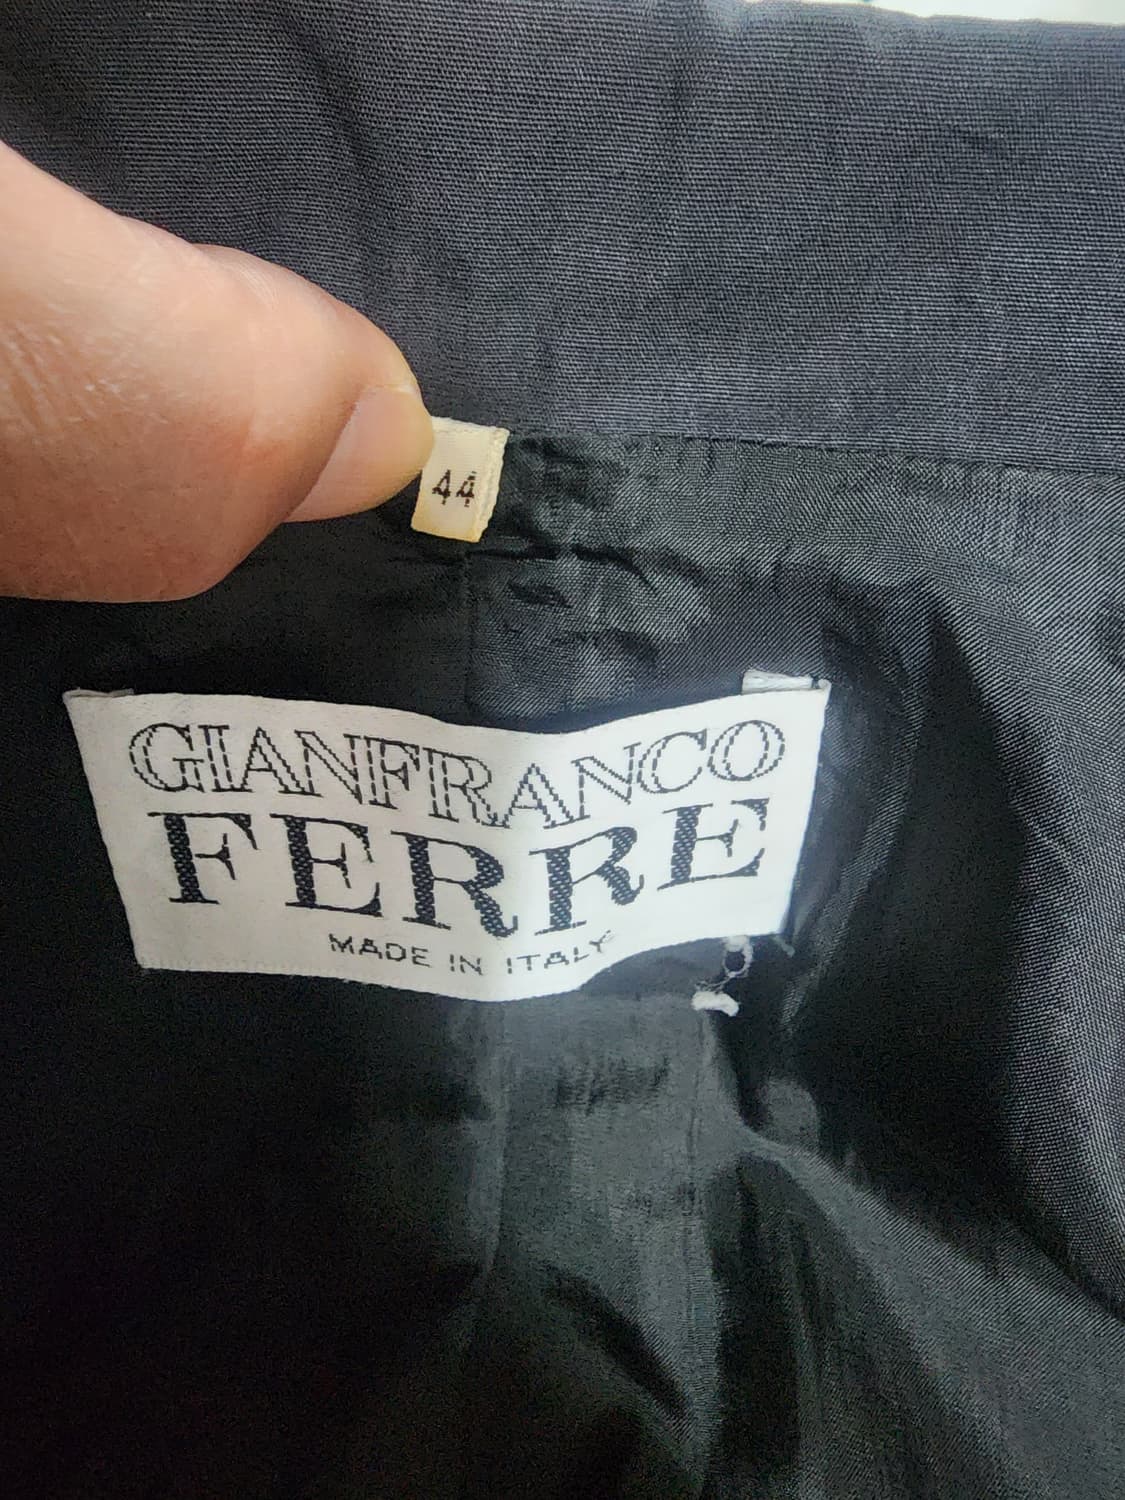 44
GIANFRANCO
FERRE
MADE IN ITALY